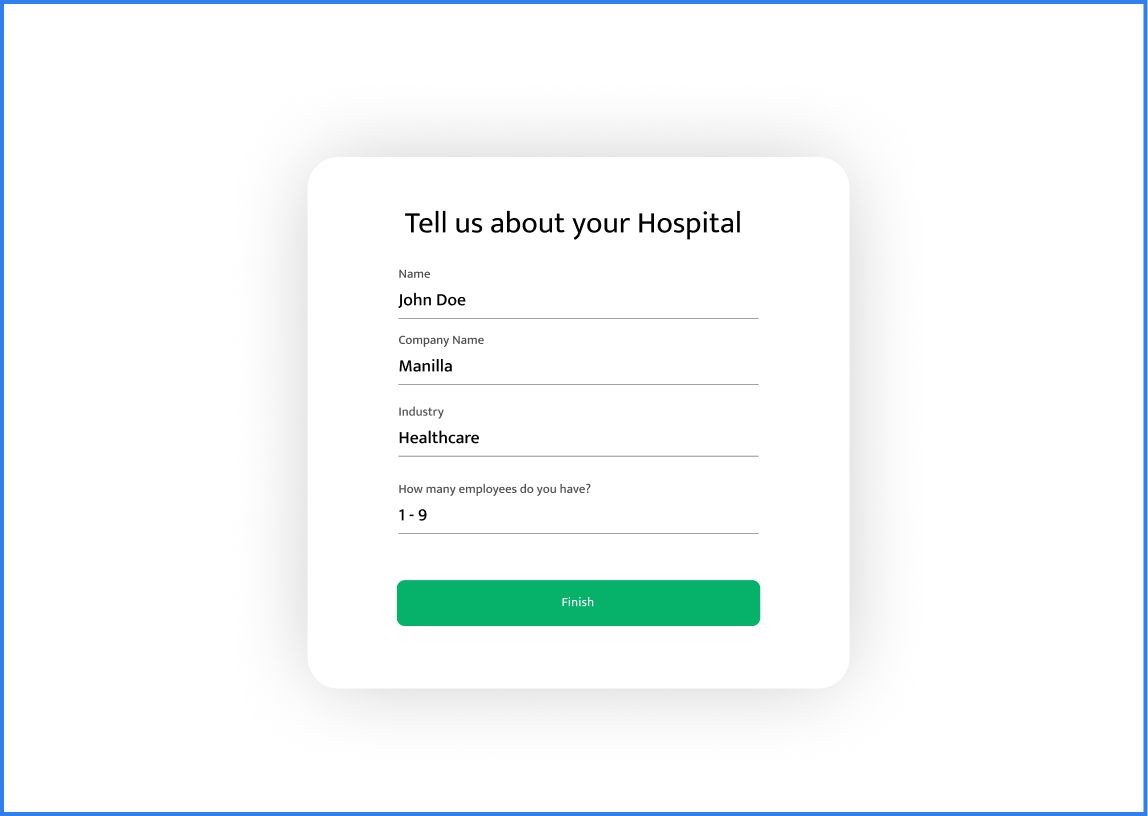 Tell us about your Hospital
Name
John Doe
Company Name
Manilla
Industry
Healthcare
How many employees do you have?
1 - 9
Finish